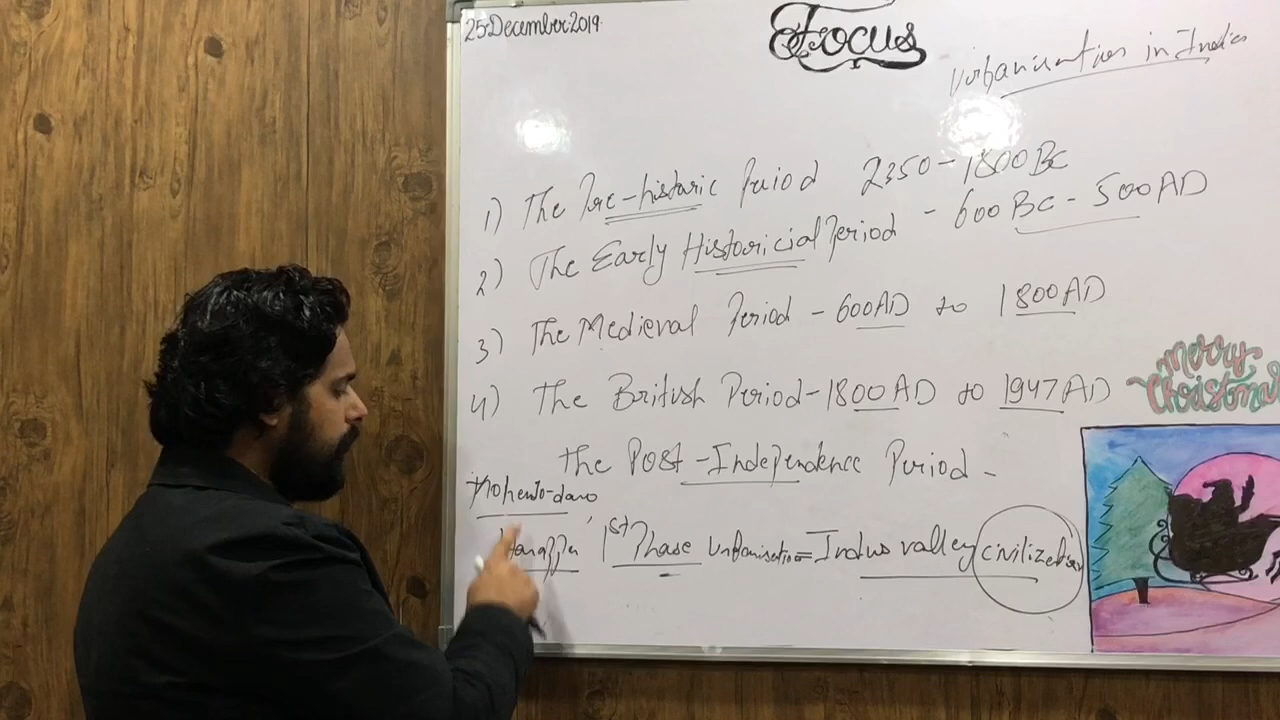 25 December 2019
Focus
Urbanisation in India
1) The Pre-historic Period 2350-1800 BC
2) The Early Historicial Period - 600 BC - 500 AD
3) The Medieval Period - 600 AD to 1800 AD
4) The British Period - 1800 AD to 1947 AD
Merry
Christmas
The Post-Independence Period -
Mohento-daro
Harappa 1st Phase Urbanisation = Indus valley civilization